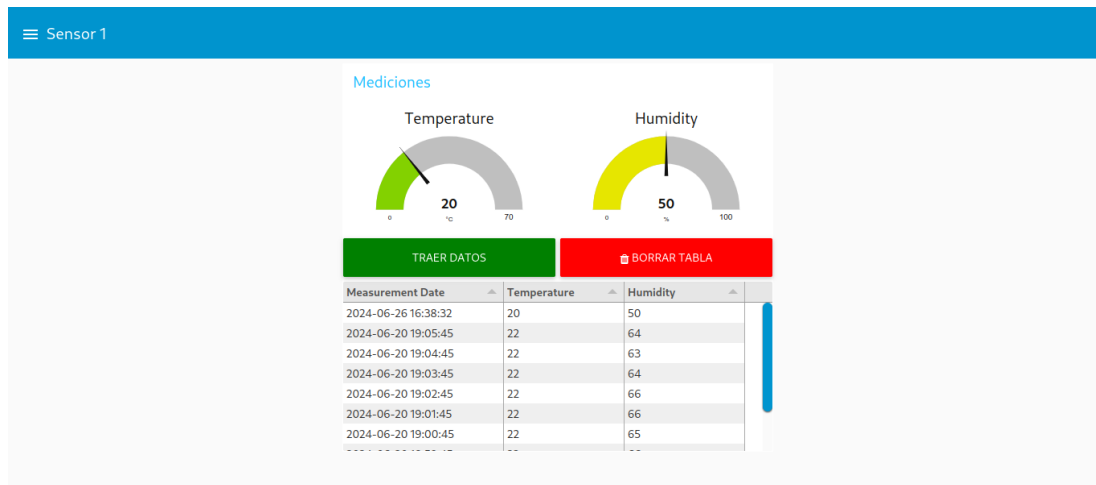 Sensor 1
Mediciones
Temperature
20
0 °C 70
Humidity
50
0 % 100
TRAER DATOS
BORRAR TABLA
Measurement Date Temperature Humidity
2024-06-26 16:38:32 20 50
2024-06-20 19:05:45 22 64
2024-06-20 19:04:45 22 63
2024-06-20 19:03:45 22 64
2024-06-20 19:02:45 22 66
2024-06-20 19:01:45 22 66
2024-06-20 19:00:45 22 65